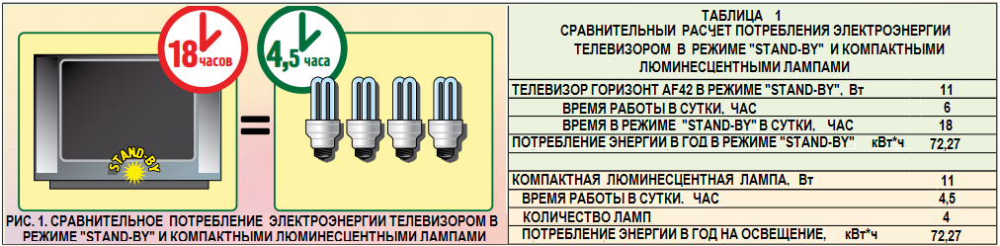 18
часов
4,5
часа
=
STAND-BY
РИС. 1. СРАВНИТЕЛЬНОЕ ПОТРЕБЛЕНИЕ ЭЛЕКТРОЭНЕРГИИ ТЕЛЕВИЗОРОМ В
РЕЖИМЕ "STAND-BY" И КОМПАКТНЫМИ ЛЮМИНЕСЦЕНТНЫМИ ЛАМПАМИ
ТАБЛИЦА 1
СРАВНИТЕЛЬНЫЙ РАСЧЕТ ПОТРЕБЛЕНИЯ ЭЛЕКТРОЭНЕРГИИ
ТЕЛЕВИЗОРОМ В РЕЖИМЕ "STAND-BY" И КОМПАКТНЫМИ
ЛЮМИНЕСЦЕНТНЫМИ ЛАМПАМИ
ТЕЛЕВИЗОР ГОРИЗОНТ AF42 В РЕЖИМЕ "STAND-BY", Вт 11
ВРЕМЯ РАБОТЫ В СУТКИ, ЧАС 6
ВРЕМЯ В РЕЖИМЕ "STAND-BY" В СУТКИ, ЧАС 18
ПОТРЕБЛЕНИЕ ЭНЕРГИИ В ГОД В РЕЖИМЕ "STAND-BY" кВт*ч 72,27
КОМПАКТНАЯ ЛЮМИНЕСЦЕНТНАЯ ЛАМПА, Вт 11
ВРЕМЯ РАБОТЫ В СУТКИ. ЧАС 4,5
КОЛИЧЕСТВО ЛАМП 4
ПОТРЕБЛЕНИЕ ЭНЕРГИИ В ГОД НА ОСВЕЩЕНИЕ, кВт*ч 72,27